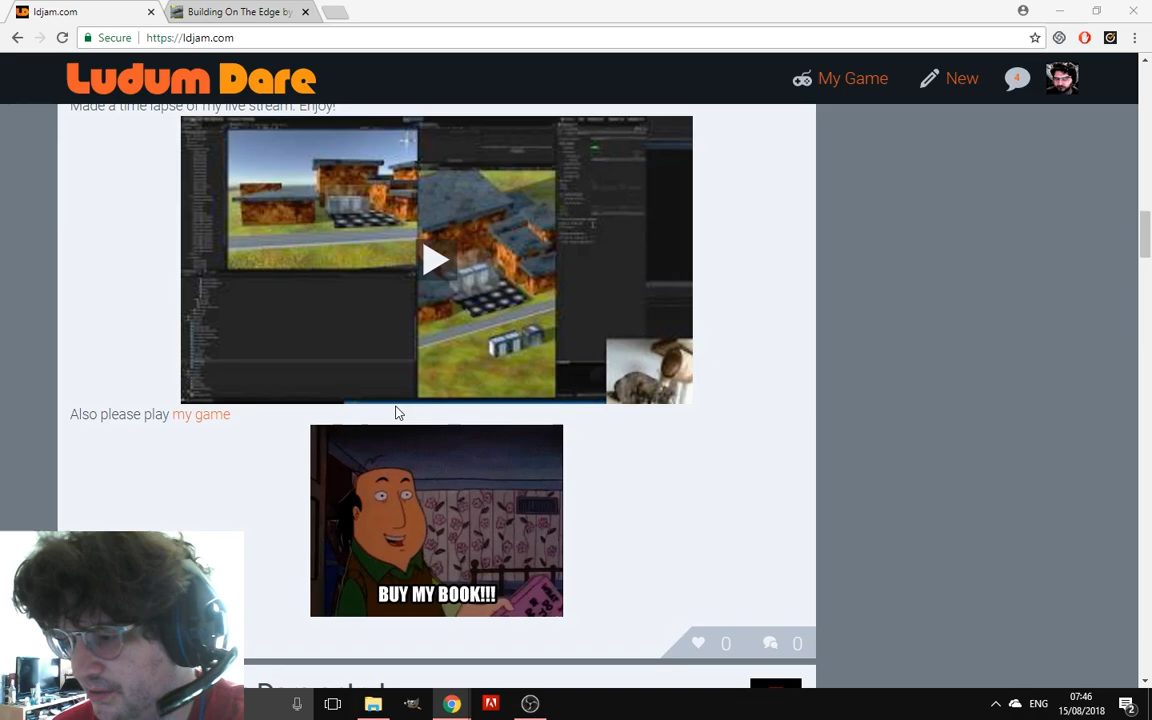 ldjam.com
Building On The Edge by
Secure
https://ldjam.com
LUDUM DARE
My Game
New
4
Made a time lapse of my live stream. Enjoy!
Also please play my game
BUY MY BOOK!!!
0
0
ENG
07:46
15/08/2018
2